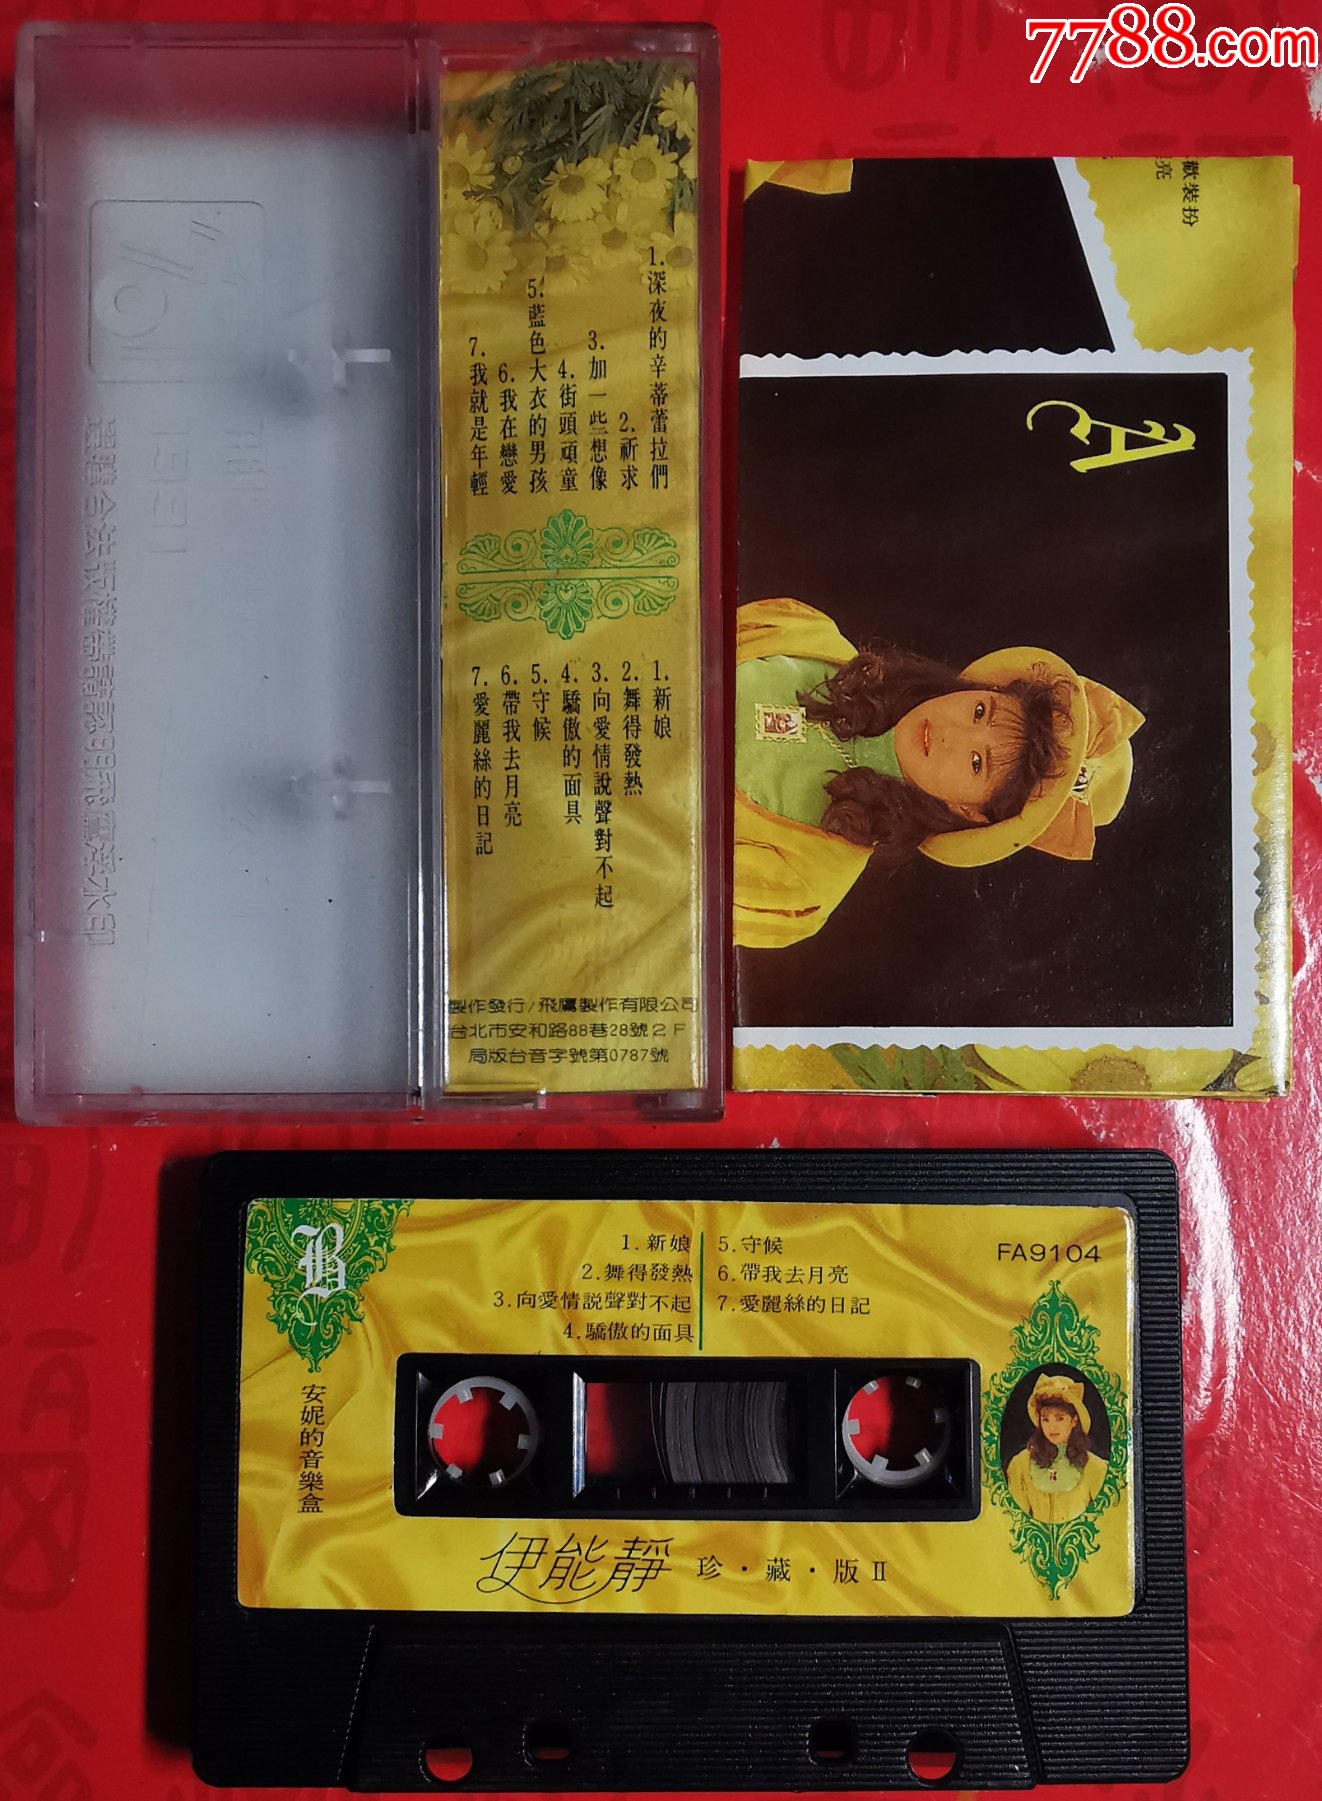 7788.com
1.深夜的辛蒂蕾拉們
2.祈求
3.加一些想像
4.街頭頑童
5.藍色大衣的男孩
6.我在戀愛
7.我就是年輕
1.新娘
2.舞得發熱
3.向愛情説聲對不起
4.驕傲的面具
5.守候
6.帶我去月亮
7.愛麗絲的日記
製作發行/飛鷹製作有限公司
台北市安和路88巷28號2F
局版台音字號第0787號
歡裝扮
亮
A
B
1.新娘
2.舞得發熱
3.向愛情説聲對不起
4.驕傲的面具
5.守候
6.帶我去月亮
7.愛麗絲的日記
FA9104
安妮的音樂盒
伊能靜 珍·藏·版II